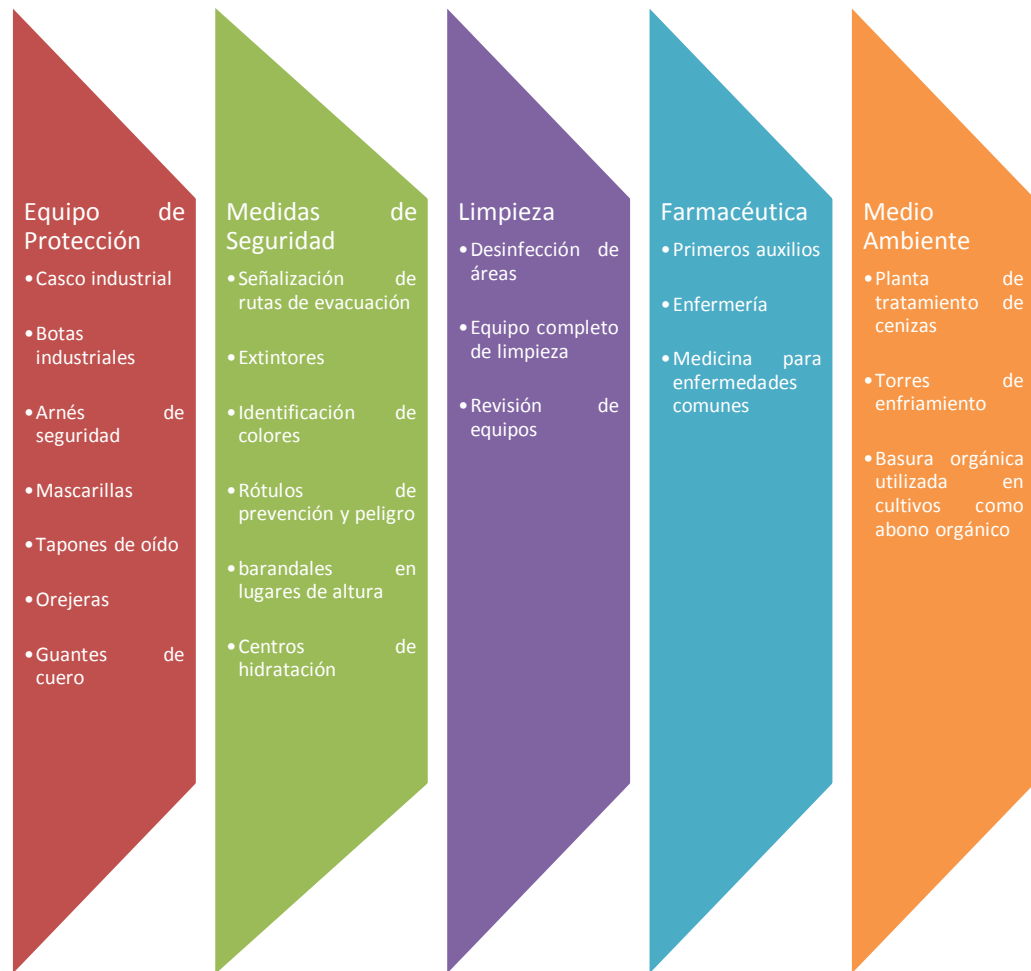 Equipo de
Protección
•Casco industrial
•Botas
industriales
•Arnés de
seguridad
•Mascarillas
•Tapones de oído
•Orejeras
•Guantes de
cuero
Medidas de
Seguridad
•Señalización de
rutas de evacuación
•Extintores
•Identificación de
colores
•Rótulos de
prevención y peligro
•barandales en
lugares de altura
•Centros de
hidratación
Limpieza
•Desinfección de
áreas
•Equipo completo
de limpieza
•Revisión de
equipos
Farmacéutica
•Primeros auxilios
•Enfermería
•Medicina para
enfermedades
comunes
Medio
Ambiente
•Planta de
tratamiento de
cenizas
•Torres de
enfriamiento
•Basura orgánica
utilizada en
cultivos como
abono orgánico